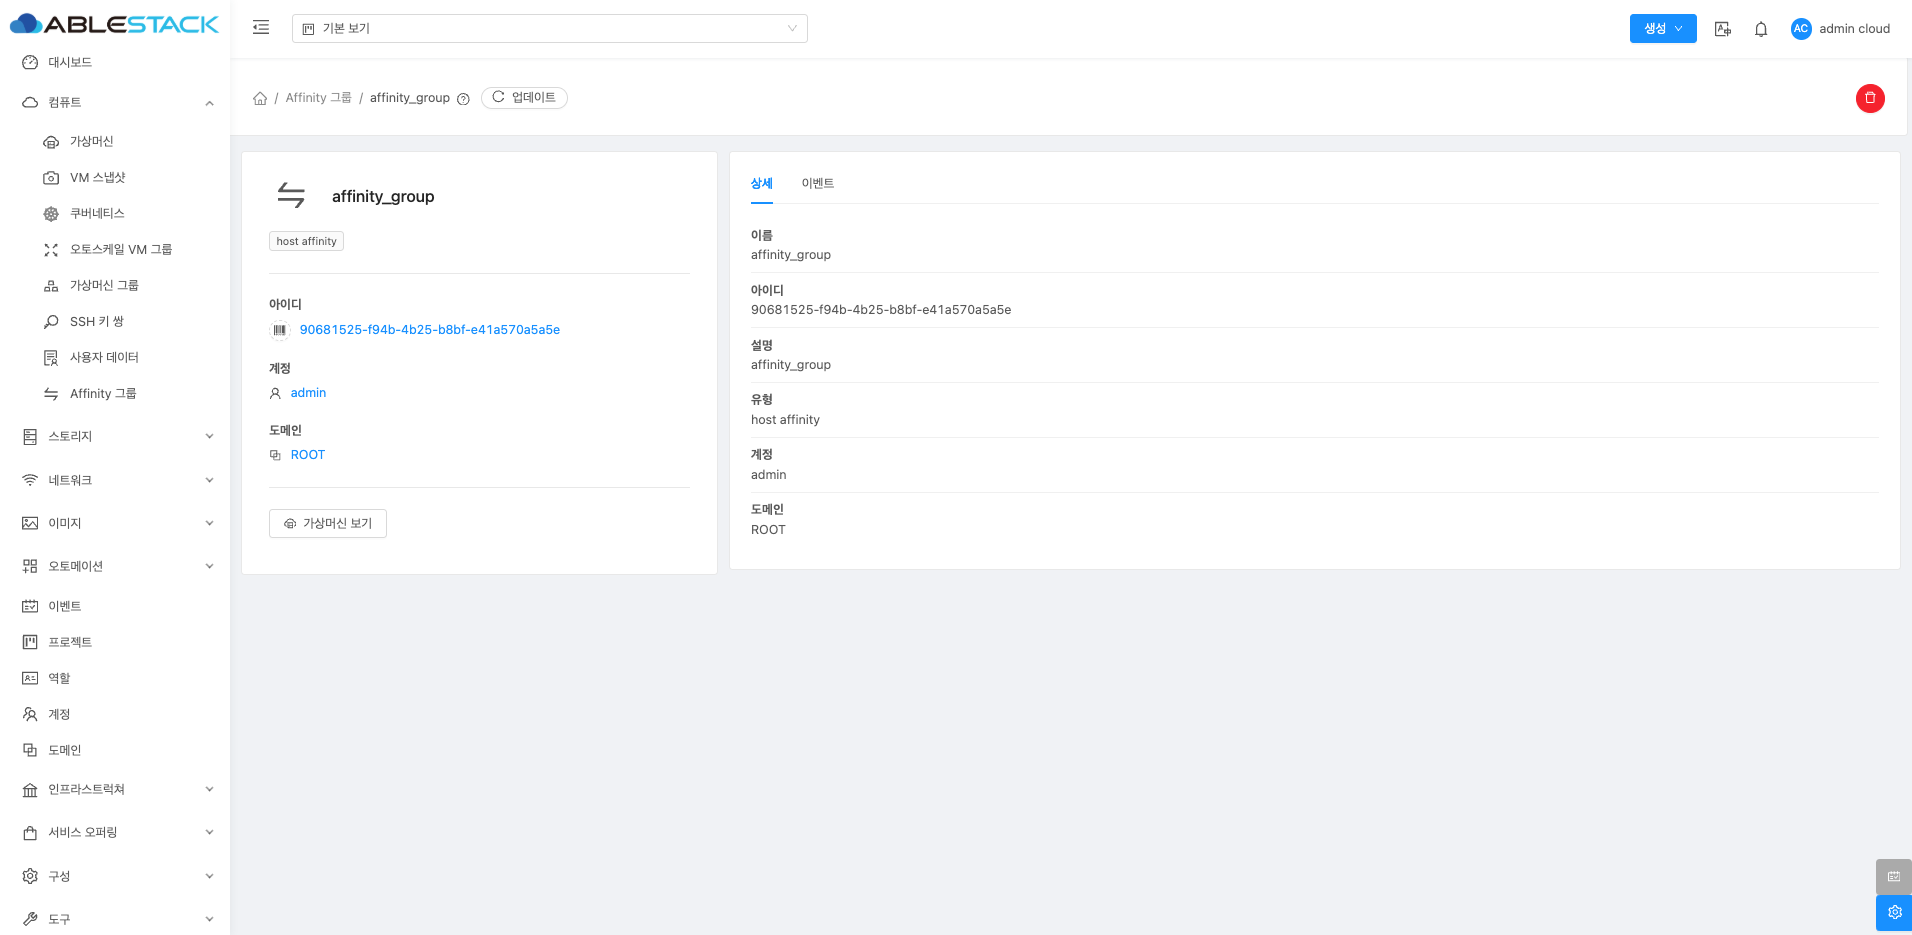 ABLESTACK
기본 보기
생성
AC
admin cloud
대시보드
컴퓨트
가상머신
VM 스냅샷
쿠버네티스
오토스케일 VM 그룹
가상머신 그룹
SSH 키 쌍
사용자 데이터
Affinity 그룹
스토리지
네트워크
이미지
오토메이션
이벤트
프로젝트
역할
계정
도메인
인프라스트럭쳐
서비스 오퍼링
구성
도구
/ Affinity 그룹 / affinity_group
업데이트
affinity_group
host affinity
아이디
90681525-f94b-4b25-b8bf-e41a570a5a5e
계정
admin
도메인
ROOT
가상머신 보기
상세
이벤트
이름
affinity_group
아이디
90681525-f94b-4b25-b8bf-e41a570a5a5e
설명
affinity_group
유형
host affinity
계정
admin
도메인
ROOT